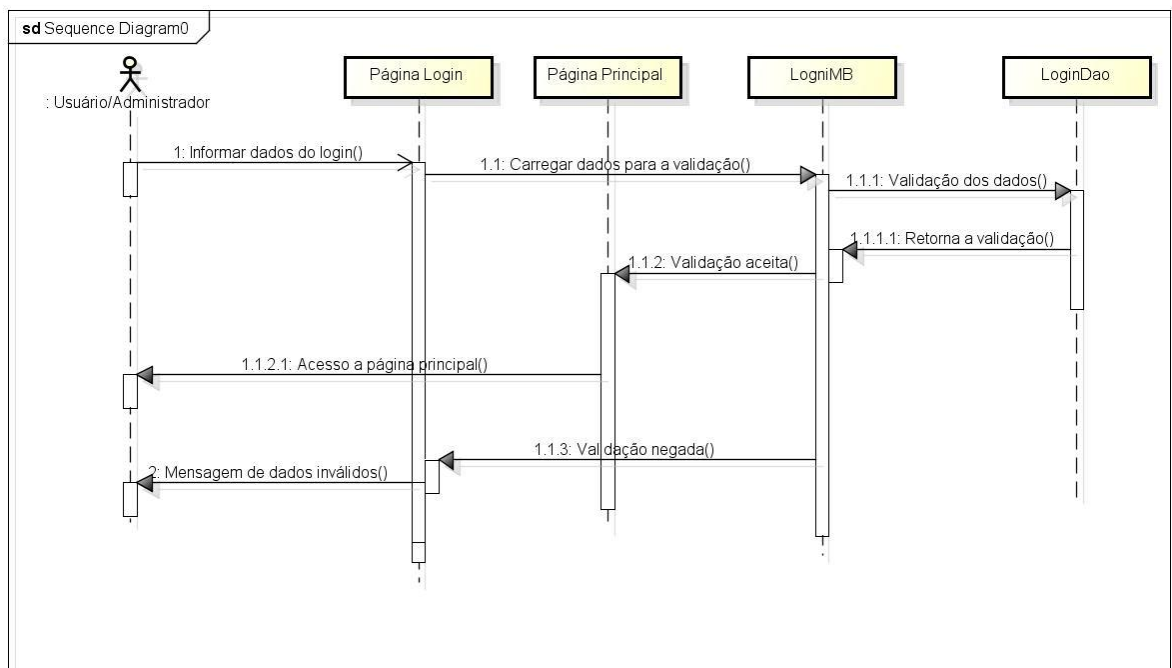 sd Sequence Diagram0
: Usuário/Administrador
Página Login
Página Principal
LogniMB
LoginDao
1: Informar dados do login()
1.1: Carregar dados para a validação()
1.1.1: Validação dos dados()
1.1.1.1: Retorna a validação()
1.1.2: Validação aceita()
1.1.2.1: Acesso a página principal()
1.1.3: Validação negada()
2: Mensagem de dados inválidos()